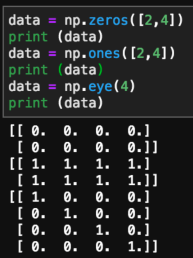 data = np.zeros([2,4])
print (data)
data = np.ones([2,4])
print (data)
data = np.eye(4)
print (data)
[[ 0.  0.  0.  0.]
 [ 0.  0.  0.  0.]]
[[ 1.  1.  1.  1.]
 [ 1.  1.  1.  1.]]
[[ 1.  0.  0.  0.]
 [ 0.  1.  0.  0.]
 [ 0.  0.  1.  0.]
 [ 0.  0.  0.  1.]]